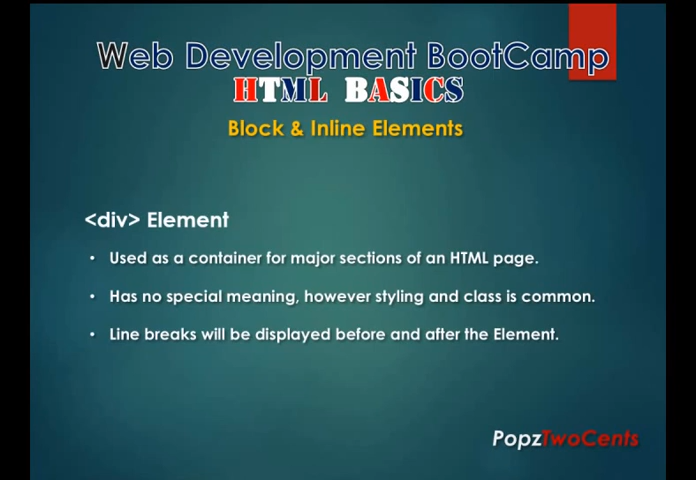 Web Development BootCamp
HTML BASICS
Block & Inline Elements
<div> Element
• Used as a container for major sections of an HTML page.
• Has no special meaning, however styling and class is common.
• Line breaks will be displayed before and after the Element.
PopzTwoCents